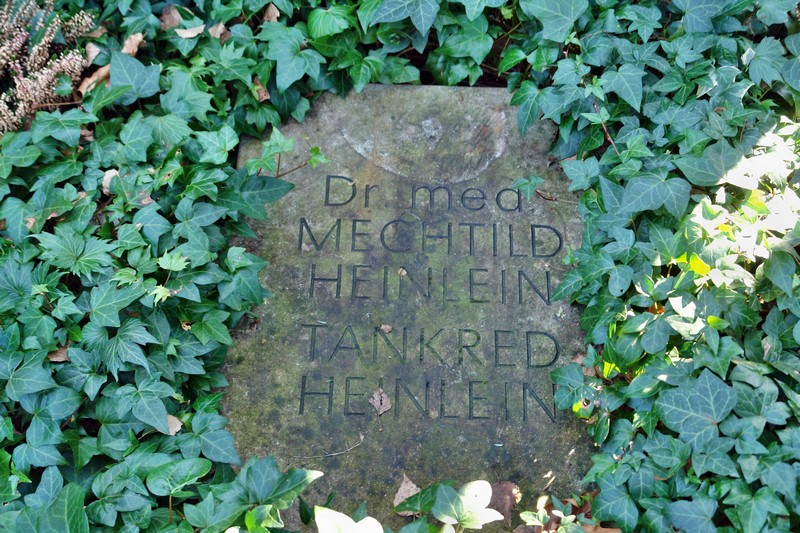 Dr. med.
MECHTILD
HEINLEIN
TANKRED
HEINLEIN